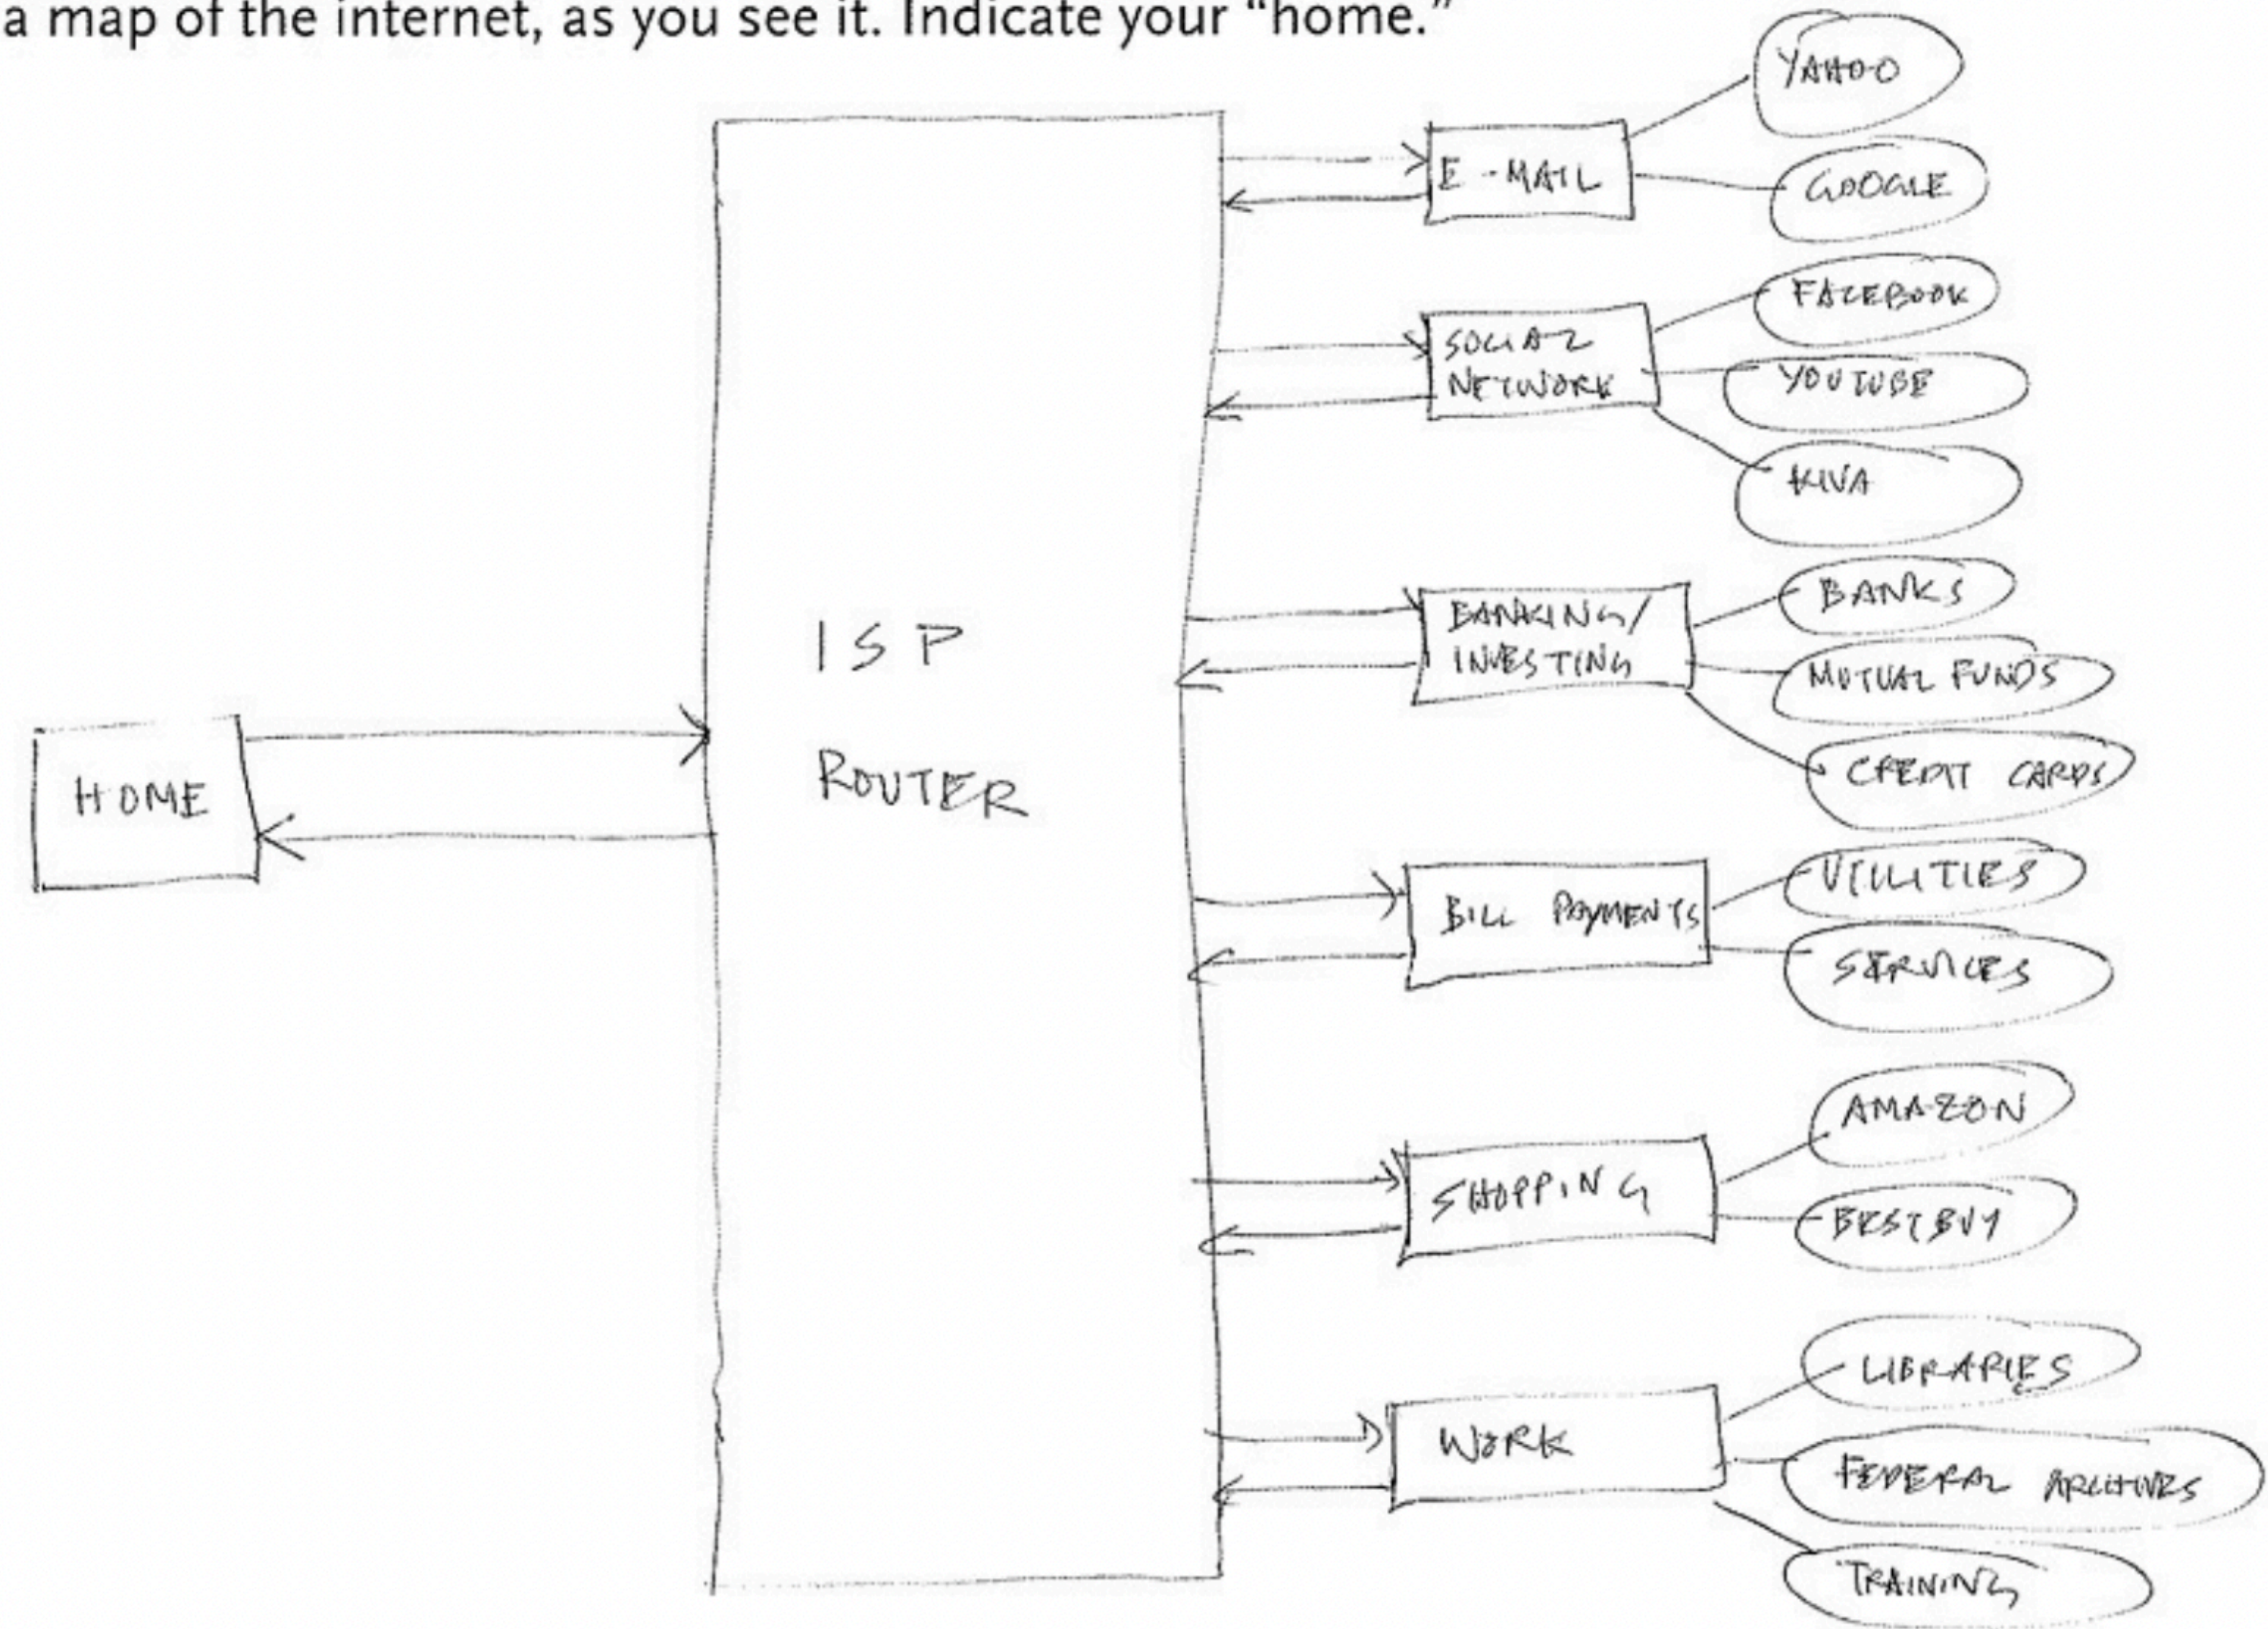 a map of the internet, as you see it. Indicate your “home.”
HOME
ISP
ROUTER
E-MAIL
YAHOO
GOOGLE
SOCIAL
NETWORK
FACEBOOK
YOUTUBE
KIVA
BANKING/
INVESTING
BANKS
MUTUAL FUNDS
CREDIT CARDS
BILL PAYMENTS
UTILITIES
SERVICES
SHOPPING
AMAZON
BESTBUY
WORK
LIBRARIES
FEDERAL ARCHIVES
TRAINING